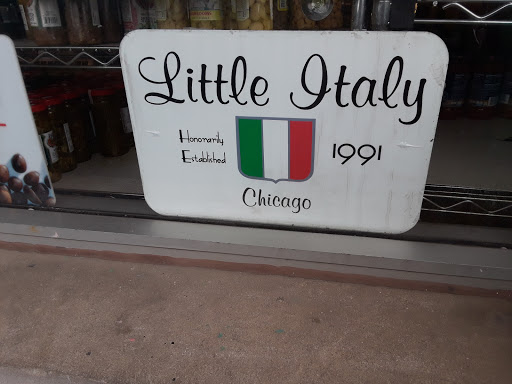 Little Italy
Honorarily
Established
1991
Chicago